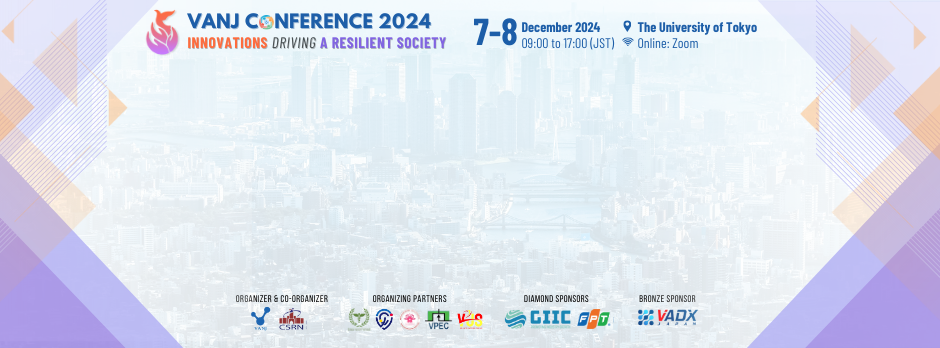 VANJ CONFERENCE 2024
INNOVATIONS DRIVING A RESILIENT SOCIETY
7-8
December 2024
09:00 to 17:00 (JST)
The University of Tokyo
Online: Zoom
ORGANIZER & CO-ORGANIZER
ORGANIZING PARTNERS
DIAMOND SPONSORS
BRONZE SPONSOR
VANJ
CSRN
VPEC
GIIC
FPT
VADX
JAPAN